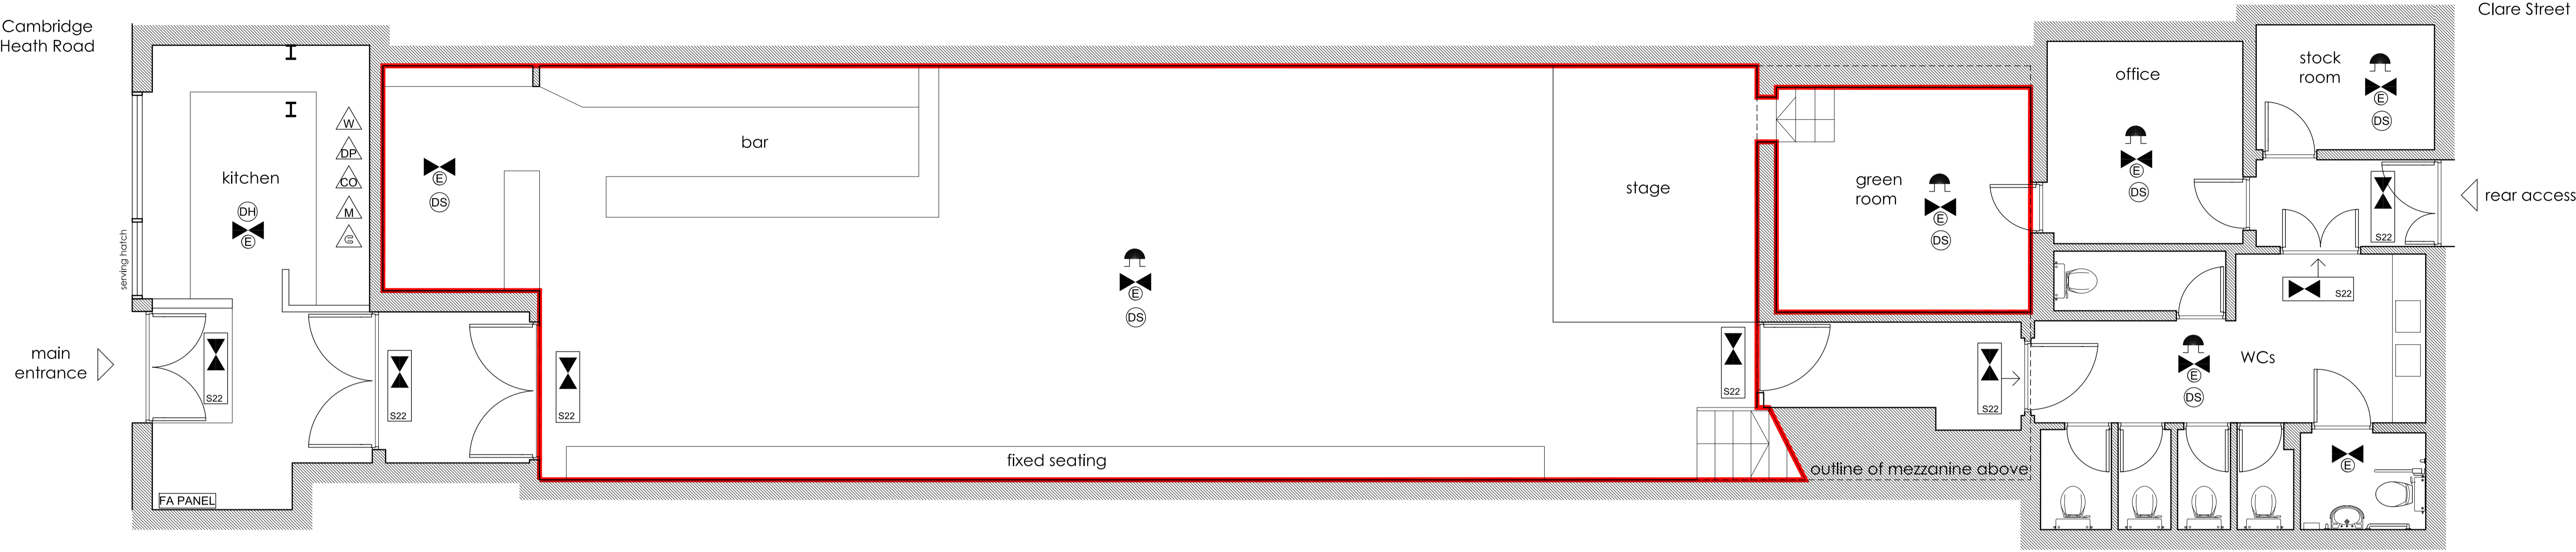 Cambridge
Heath Road
Clare Street
kitchen
W
DP
CO
M
DH
E
serving hatch
main
entrance
S22
FA PANEL
S22
E
DS
bar
S22
E
DS
fixed seating
stage
S22
green
room
E
DS
outline of mezzanine above
S22
office
E
DS
stock
room
E
DS
rear access
S22
S22
WCs
E
DS
E